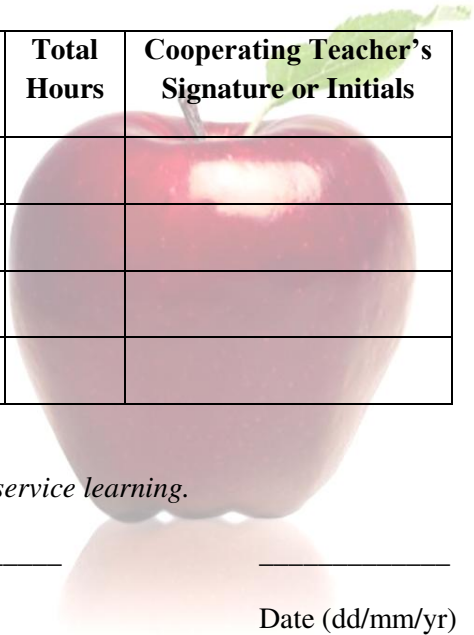 Total
Hours
Cooperating Teacher’s
Signature or Initials
service learning.
Date (dd/mm/yr)